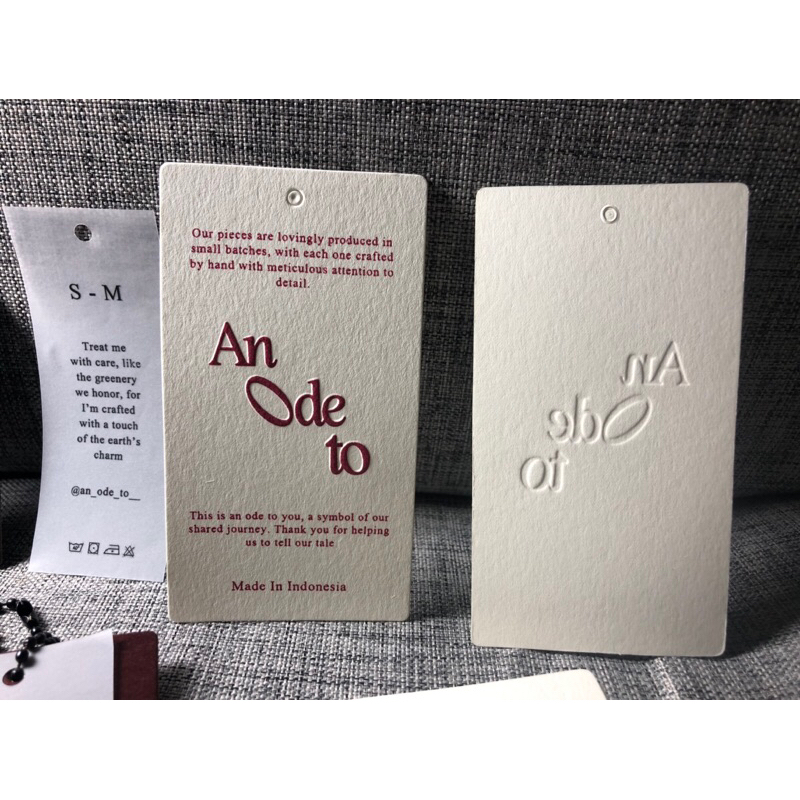 S - M
Treat me
with care, like
the greenery
we honor, for
I'm crafted
with a touch
of the earth's
charm
@an_ode_to__
Our pieces are lovingly produced in
small batches, with each one crafted
by hand with meticulous attention to
detail.
An
Ode
to
This is an ode to you, a symbol of our
shared journey. Thank you for helping
us to tell our tale
Made In Indonesia
An
Ode
to